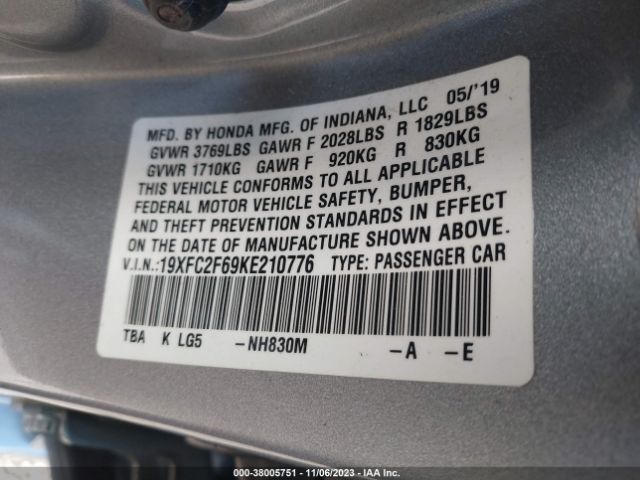 MFD. BY HONDA MFG. OF INDIANA, LLC 05/'19
GVWR 3769LBS GAWR F 2028LBS R 1829LBS
GVWR 1710KG GAWR F 920KG R 830KG
THIS VEHICLE CONFORMS TO ALL APPLICABLE
FEDERAL MOTOR VEHICLE SAFETY, BUMPER,
AND THEFT PREVENTION STANDARDS IN EFFECT
ON THE DATE OF MANUFACTURE SHOWN ABOVE.
V.I.N.:19XFC2F69KE210776 TYPE: PASSENGER CAR
TBA K LG5 -NH830M -A -E
000-38005751 - 11/06/2023 - IAA Inc.